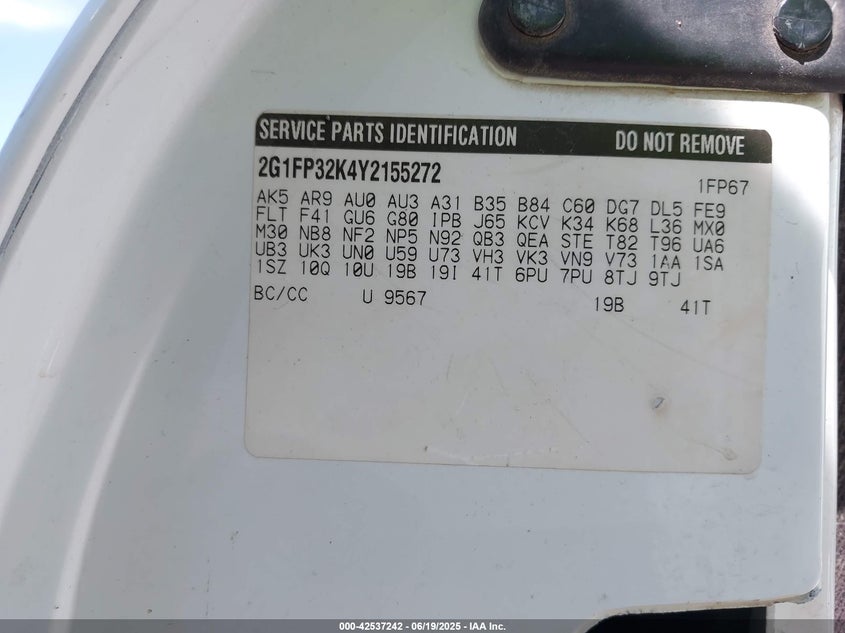 SERVICE PARTS IDENTIFICATION DO NOT REMOVE
2G1FP32K4Y2155272 1FP67
AK5 AR9 AU0 AU3 A31 B35 B84 C60 DG7 DL5 FE9
FLT F41 GU6 G80 IPB J65 KCV K34 K68 L36 MX0
M30 NB8 NF2 NP5 N92 QB3 QEA STE T82 T96 UA6
UB3 UK3 UN0 U59 U73 VH3 VK3 VN9 V73 1AA 1SA
1SZ 10Q 10U 19B 19I 41T 6PU 7PU 8TJ 9TJ
BC/CC U 9567 19B 41T
000-42537242 - 06/19/2025 - IAA Inc.